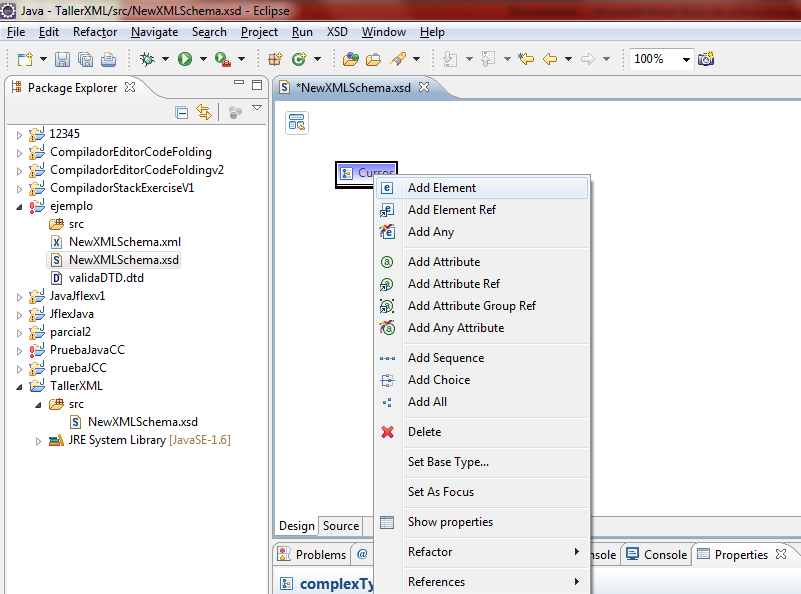 Java - TallerXML/src/NewXMLSchema.xsd - Eclipse
File Edit Refactor Navigate Search Project Run XSD Window Help
100%
Package Explorer
12345
CompiladorEditorCodeFolding
CompiladorEditorCodeFoldingv2
CompiladorStackExerciseV1
ejemplo
src
NewXMLSchema.xml
NewXMLSchema.xsd
validaDTD.dtd
JavaJflexv1
JflexJava
parcial2
PruebaJavaCC
pruebaJCC
TallerXML
src
NewXMLSchema.xsd
JRE System Library [JavaSE-1.6]
*NewXMLSchema.xsd
Add Element
Add Element Ref
Add Any
Add Attribute
Add Attribute Ref
Add Attribute Group Ref
Add Any Attribute
Add Sequence
Add Choice
Add All
Delete
Set Base Type...
Set As Focus
Show properties
Refactor
References
Design Source
Problems @ Console Properties